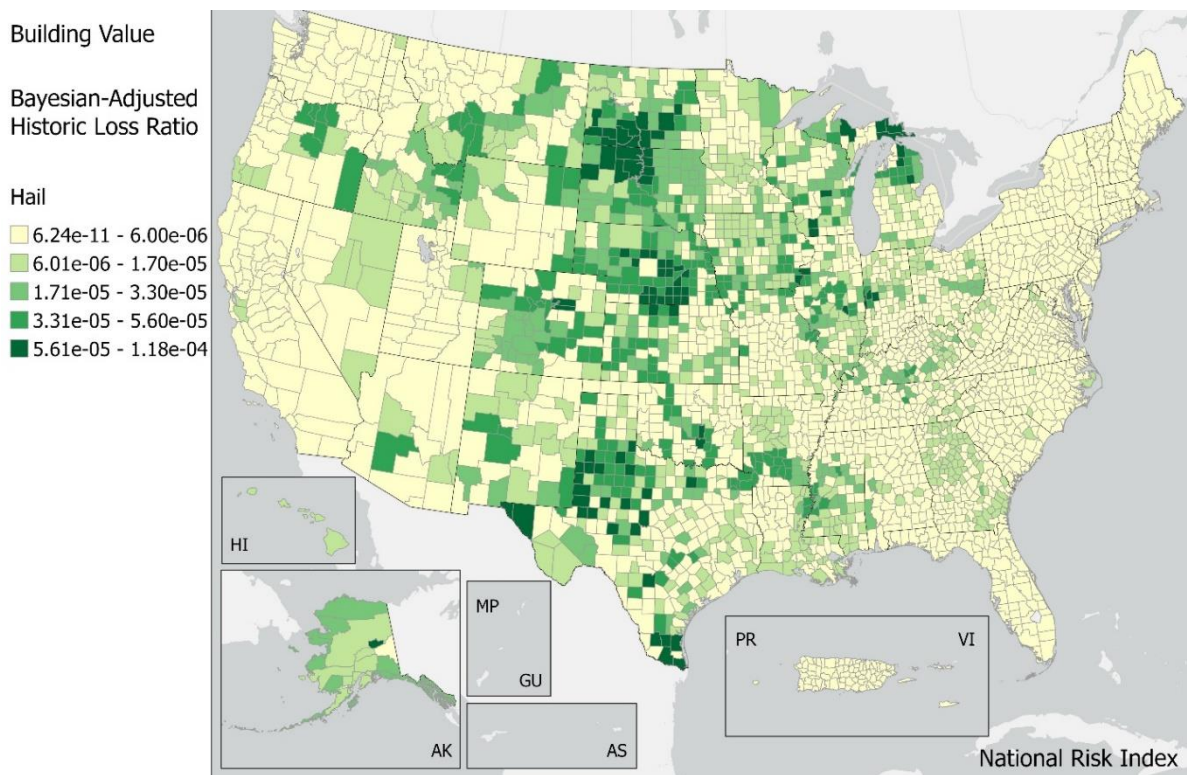 Building Value
Bayesian-Adjusted
Historic Loss Ratio
Hail
6.24e-11 - 6.00e-06
6.01e-06 - 1.70e-05
1.71e-05 - 3.30e-05
3.31e-05 - 5.60e-05
5.61e-05 - 1.18e-04
HI
AK
MP
GU
AS
PR
VI
National Risk Index